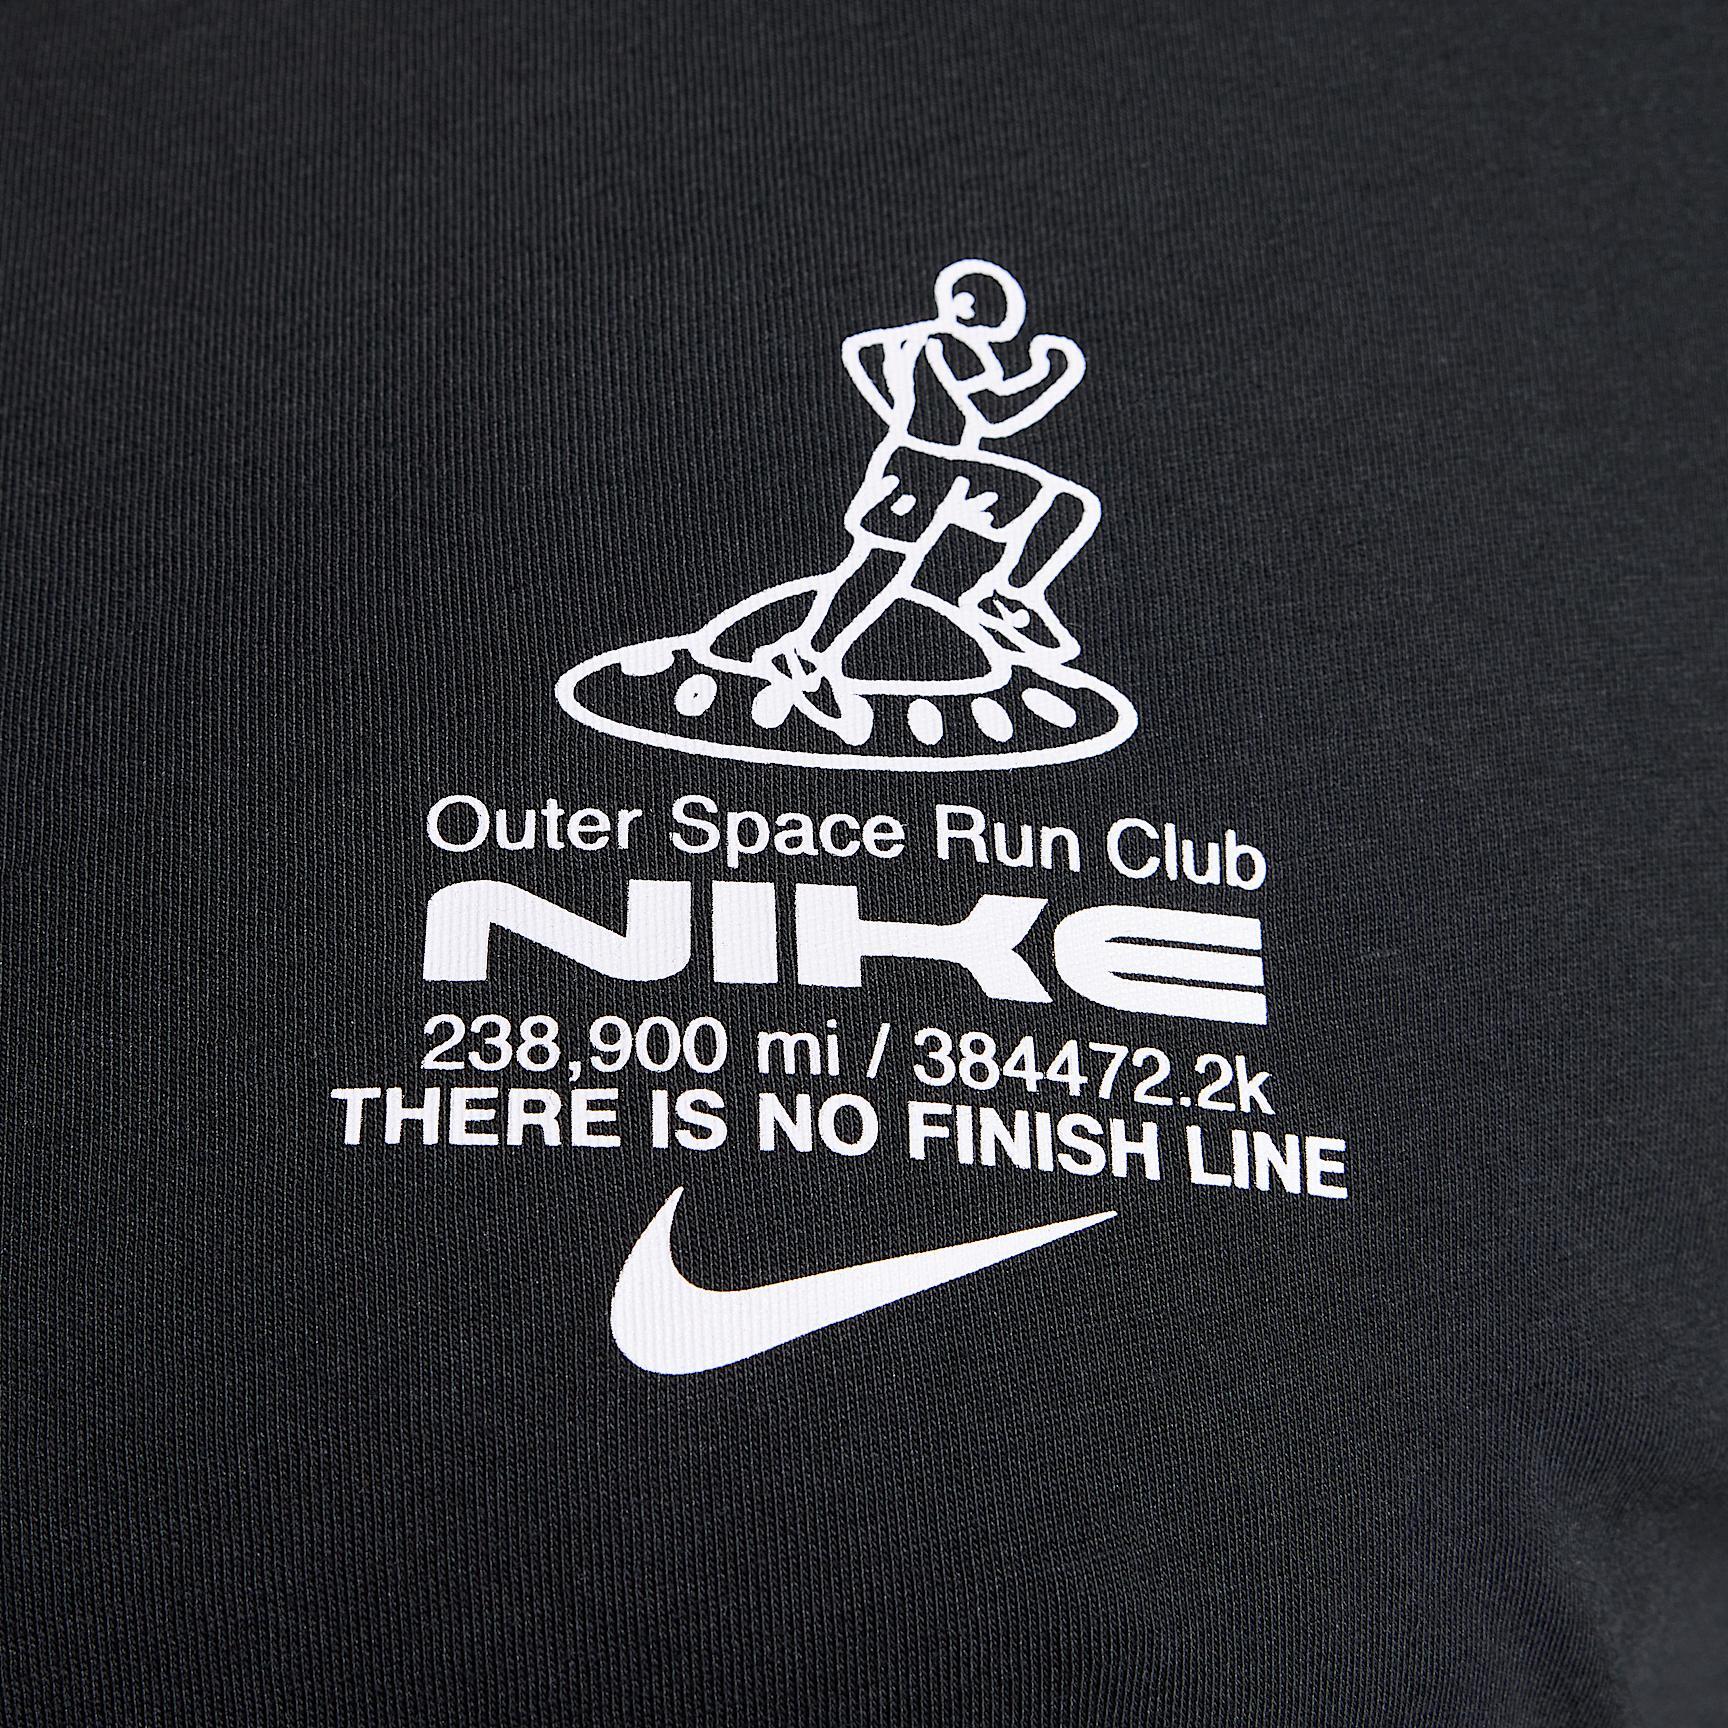 Outer Space Run Club
NIKE
238,900 mi / 384472.2k
THERE IS NO FINISH LINE